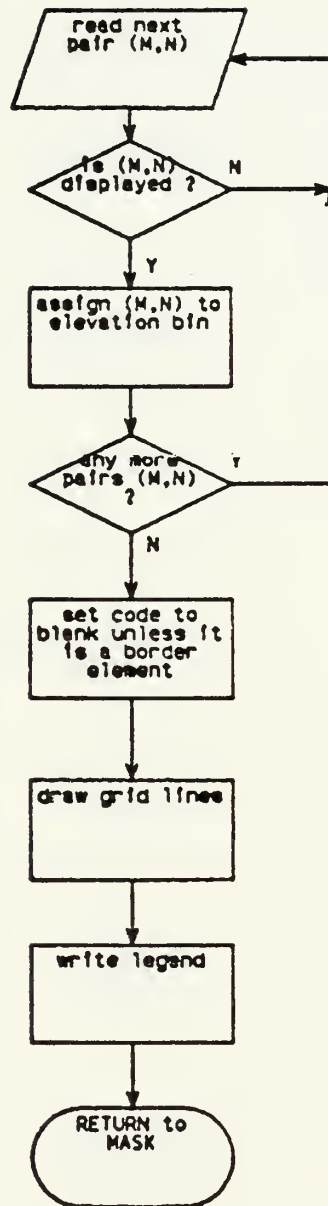 read next
pair (M,N)
is (M,N)
displayed ?
N
Y
assign (M,N) to
elevation bin
any more
pairs (M,N)
?
Y
N
set code to
blank unless it
is a border
element
draw grid lines
write legend
RETURN to
MASK